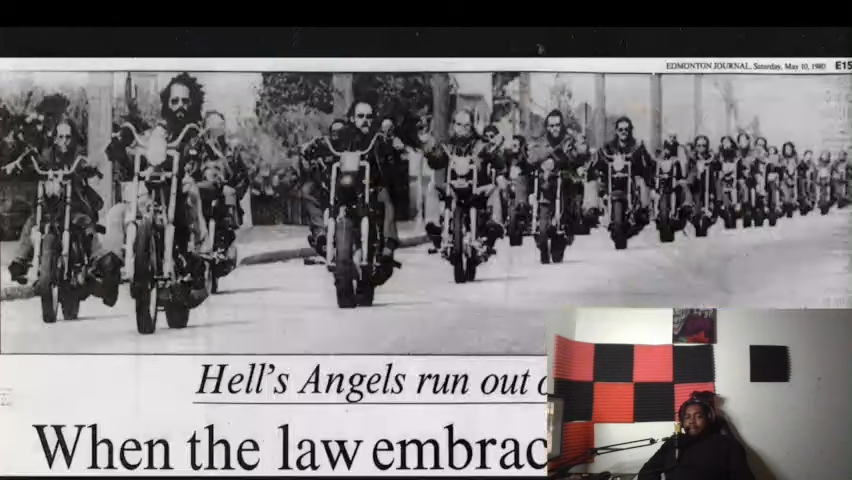 EDMONTON JOURNAL, Saturday, May 10, 1980 E15
Hell's Angels run out
When the law embrac